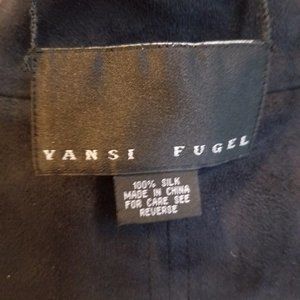 YANSI FUGEL
100% SILK
MADE IN CHINA
FOR CARE SEE
REVERSE